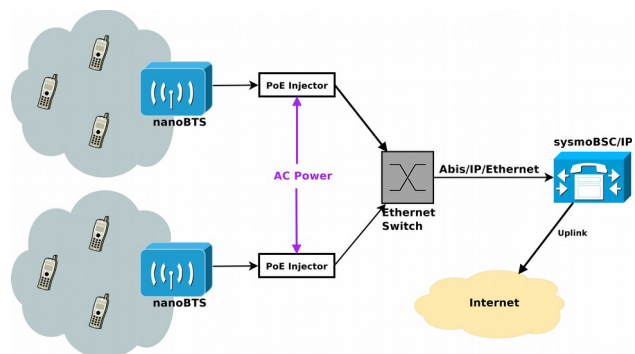 nanoBTS
PoE Injector
AC Power
PoE Injector
nanoBTS
Ethernet
Switch
Abis/IP/Ethernet
sysmoBSC/IP
Uplink
Internet